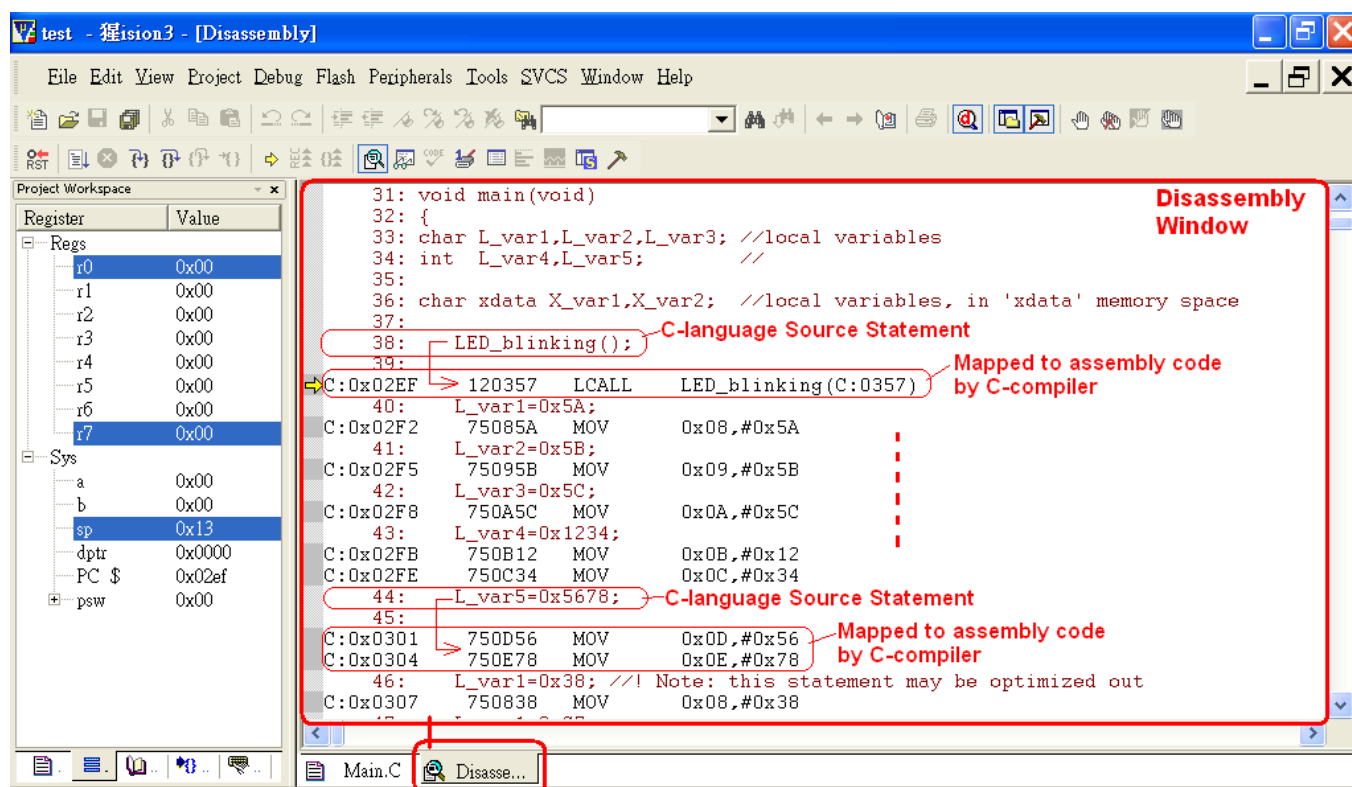 test - 猩ision3 - [Disassembly]
File Edit View Project Debug Flash Peripherals Tools SVCS Window Help
RST
CODE
Project Workspace
Register Value
Regs
r0 0x00
r1 0x00
r2 0x00
r3 0x00
r4 0x00
r5 0x00
r6 0x00
r7 0x00
Sys
a 0x00
b 0x00
sp 0x13
dptr 0x0000
PC $ 0x02ef
psw 0x00
Disassembly
Window
31: void main(void)
32: {
33: char L_var1,L_var2,L_var3; //local variables
34: int L_var4,L_var5; //
35:
36: char xdata X_var1,X_var2; //local variables, in 'xdata' memory space
37:
38: LED_blinking();
C-language Source Statement
39:
C:0x02EF 120357 LCALL LED_blinking(C:0357)
Mapped to assembly code
by C-compiler
40: L_var1=0x5A;
C:0x02F2 75085A MOV 0x08,#0x5A
41: L_var2=0x5B;
C:0x02F5 75095B MOV 0x09,#0x5B
42: L_var3=0x5C;
C:0x02F8 750A5C MOV 0x0A,#0x5C
43: L_var4=0x1234;
C:0x02FB 750B12 MOV 0x0B,#0x12
C:0x02FE 750C34 MOV 0x0C,#0x34
44: L_var5=0x5678;
C-language Source Statement
45:
C:0x0301 750D56 MOV 0x0D,#0x56
C:0x0304 750E78 MOV 0x0E,#0x78
Mapped to assembly code
by C-compiler
46: L_var1=0x38; //! Note: this statement may be optimized out
C:0x0307 750838 MOV 0x08,#0x38
Main.C Disasse...